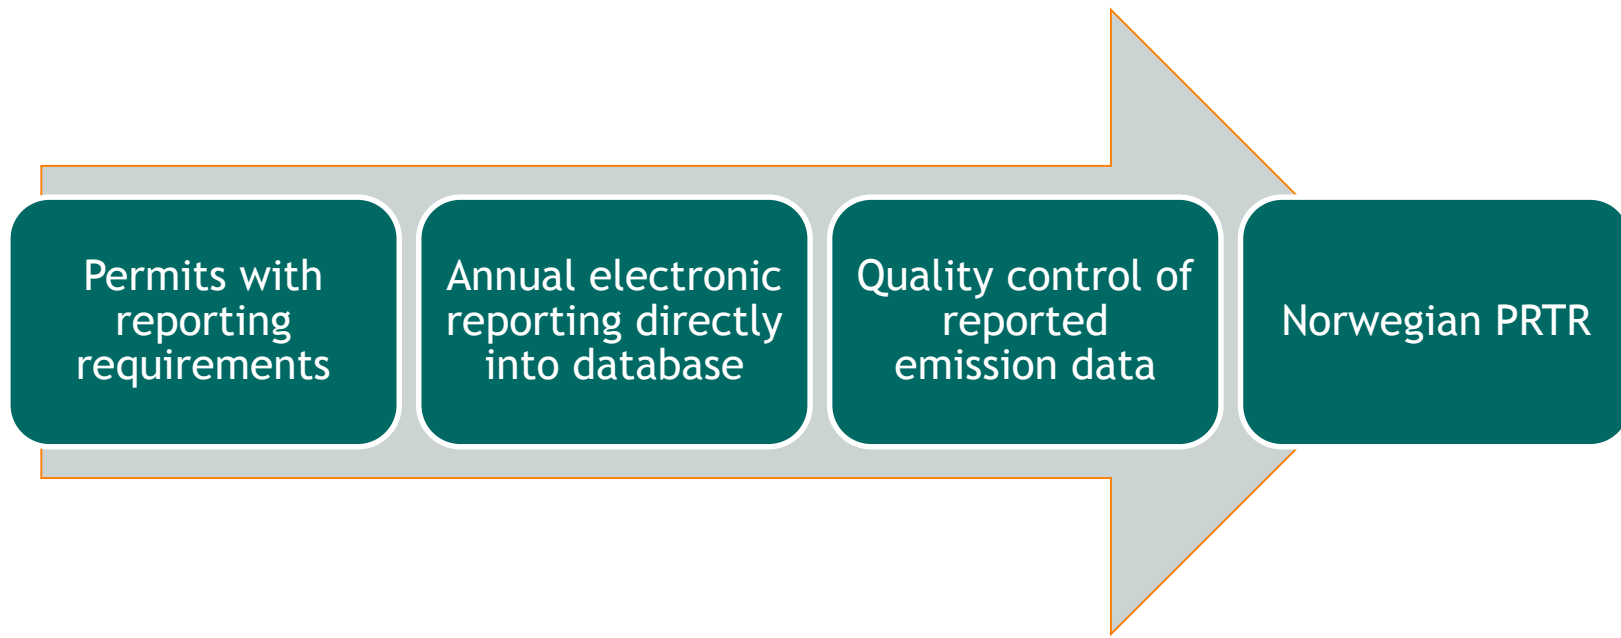 Permits with
reporting
requirements
Annual electronic
reporting directly
into database
Quality control of
reported
emission data
Norwegian PRTR